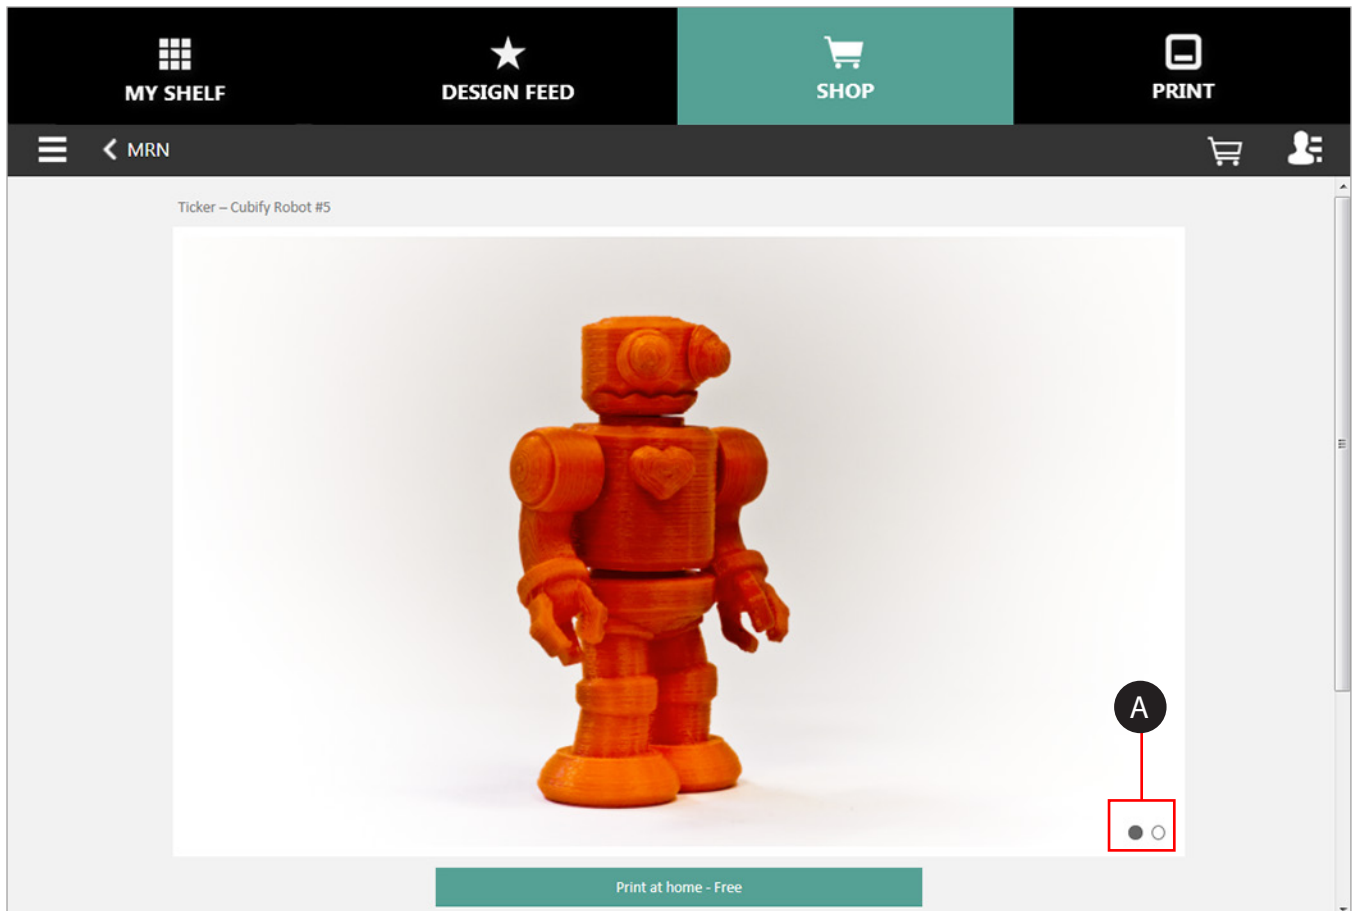 MY SHELF
DESIGN FEED
SHOP
PRINT
MRN
Ticker – Cubify Robot #5
A
Print at home - Free